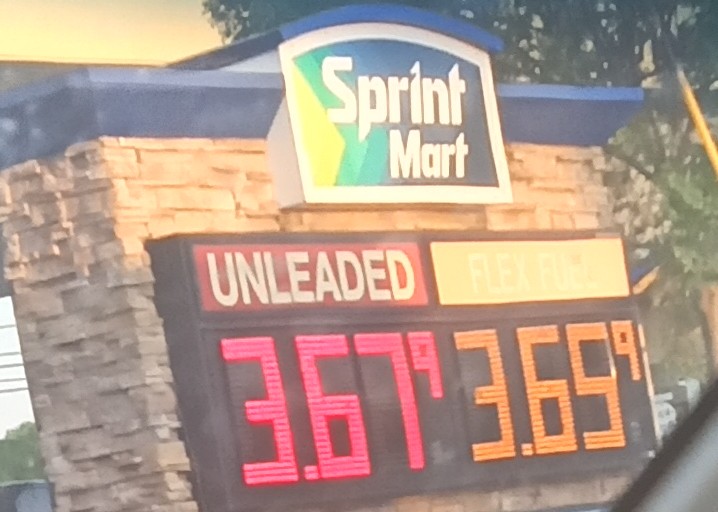 Sprint
Mart
UNLEADED FLEX FUEL
3.67⁹ 3.69⁹